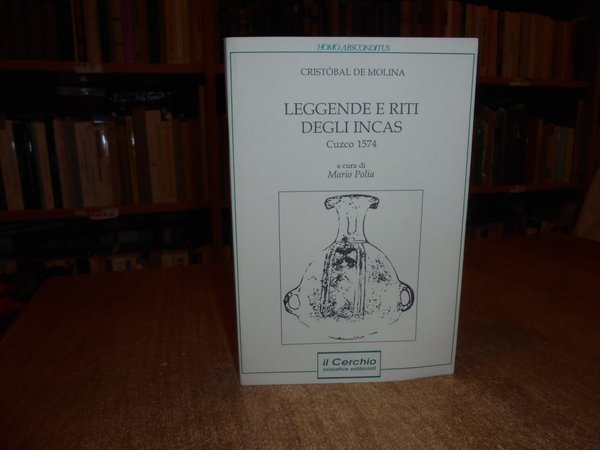 HOMO ABSCONDITUS
CRISTÓBAL DE MOLINA
LEGGENDE E RITI
DEGLI INCAS
Cuzco 1574
a cura di
Mario Polia
il Cerchio
iniziative editoriali